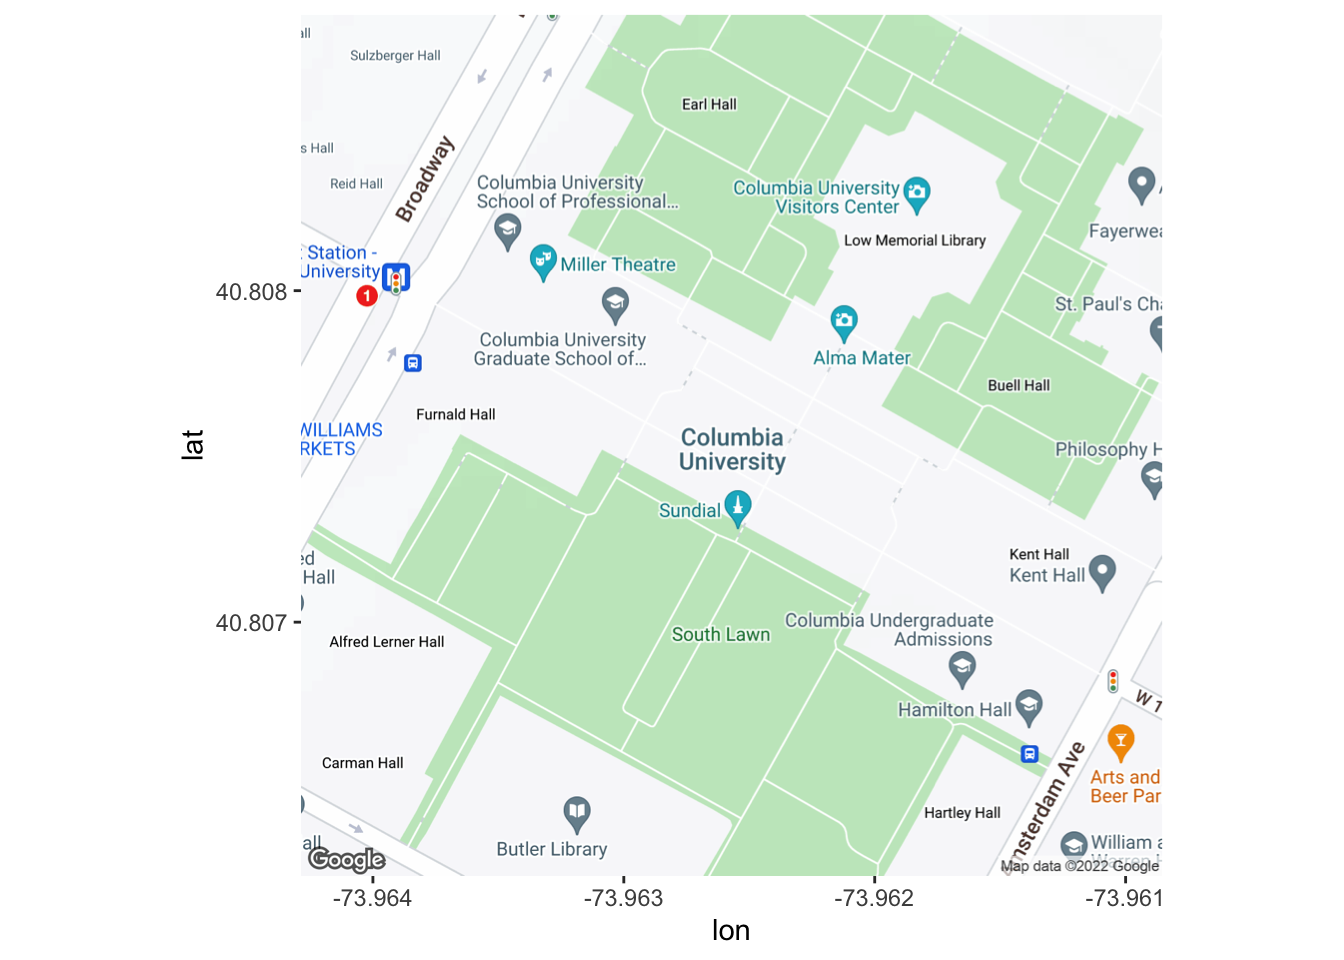 all
Sulzberger Hall
Earl Hall
Broadway
s Hall
Reid Hall
Columbia University
School of Professional...
Columbia University
Visitors Center
Fayerwea
Low Memorial Library
Station -
University
Miller Theatre
1
40.808
St. Paul's Cha
Columbia University
Graduate School of...
Alma Mater
Buell Hall
Furnald Hall
WILLIAMS
RKETS
lat
Columbia
University
Philosophy H
Sundial
Kent Hall
Kent Hall
ed
Hall
40.807
Columbia Undergraduate
Admissions
South Lawn
Alfred Lerner Hall
Hamilton Hall
W 1
Carman Hall
Arts and
Beer Par
Amsterdam Ave
Hartley Hall
all
Butler Library
William a
Warren H
Google
Map data ©2022 Google
-73.964
-73.963
-73.962
-73.961
lon